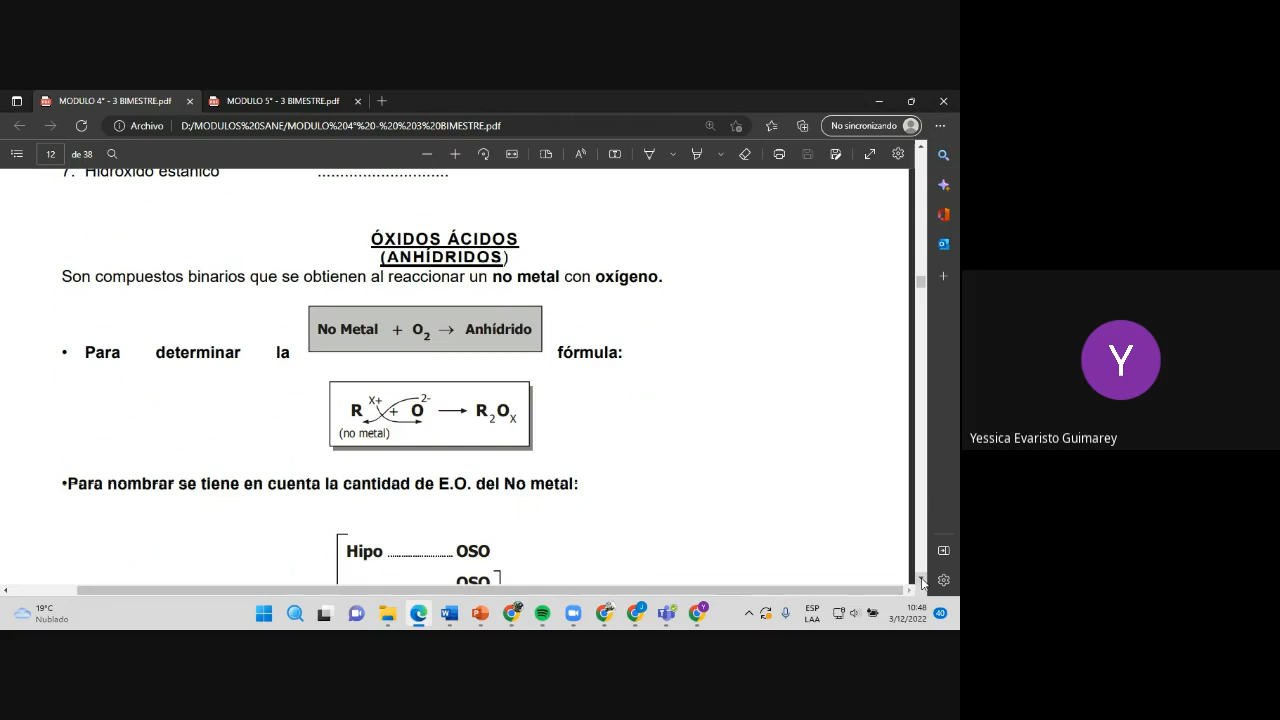 MODULO 4° - 3 BIMESTRE.pdf
MODULO 5° - 3 BIMESTRE.pdf
Archivo
D:/MODULOS%20SANE/MODULO%204°%20-%20%203%20BIMESTRE.pdf
No sincronizando
12 de 38
7. Hidróxido estánico ..............................
ÓXIDOS ÁCIDOS
(ANHÍDRIDOS)
Son compuestos binarios que se obtienen al reaccionar un no metal con oxígeno.
No Metal + O2 → Anhídrido
• Para determinar la fórmula:
R X+ + O 2- → R2OX
(no metal)
•Para nombrar se tiene en cuenta la cantidad de E.O. del No metal:
Hipo .......................... OSO
OSO
Y
Yessica Evaristo Guimarey
19°C
Nublado
ESP
LAA
10:48
3/12/2022
40